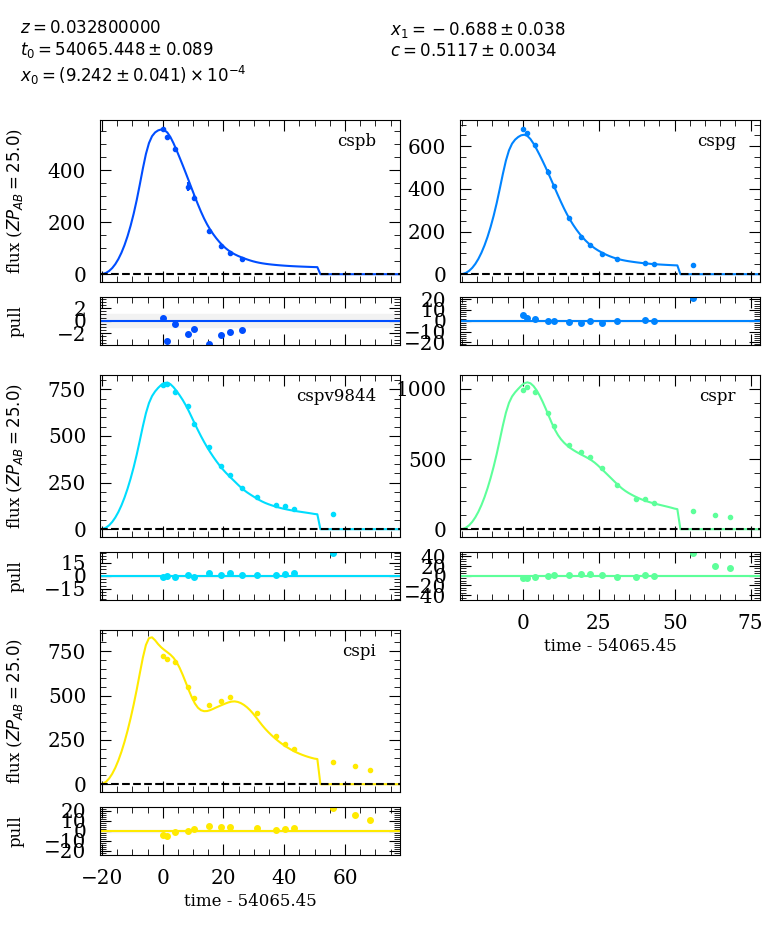 z = 0.032800000
t₀ = 54065.448 ± 0.089
x₀ = (9.242 ± 0.041) × 10⁻⁴
x₁ = −0.688 ± 0.038
c = 0.5117 ± 0.0034
flux (ZP_AB = 25.0)
400
200
0
cspb
600
400
200
0
cspg
pull
2
0
−2
20
10
0
−10
−20
flux (ZP_AB = 25.0)
750
500
250
0
cspv9844
1000
500
0
cspr
pull
15
0
−15
40
20
0
−20
−40
0 25 50 75
time - 54065.45
flux (ZP_AB = 25.0)
750
500
250
0
cspi
pull
20
10
0
−10
−20
−20 0 20 40 60
time - 54065.45